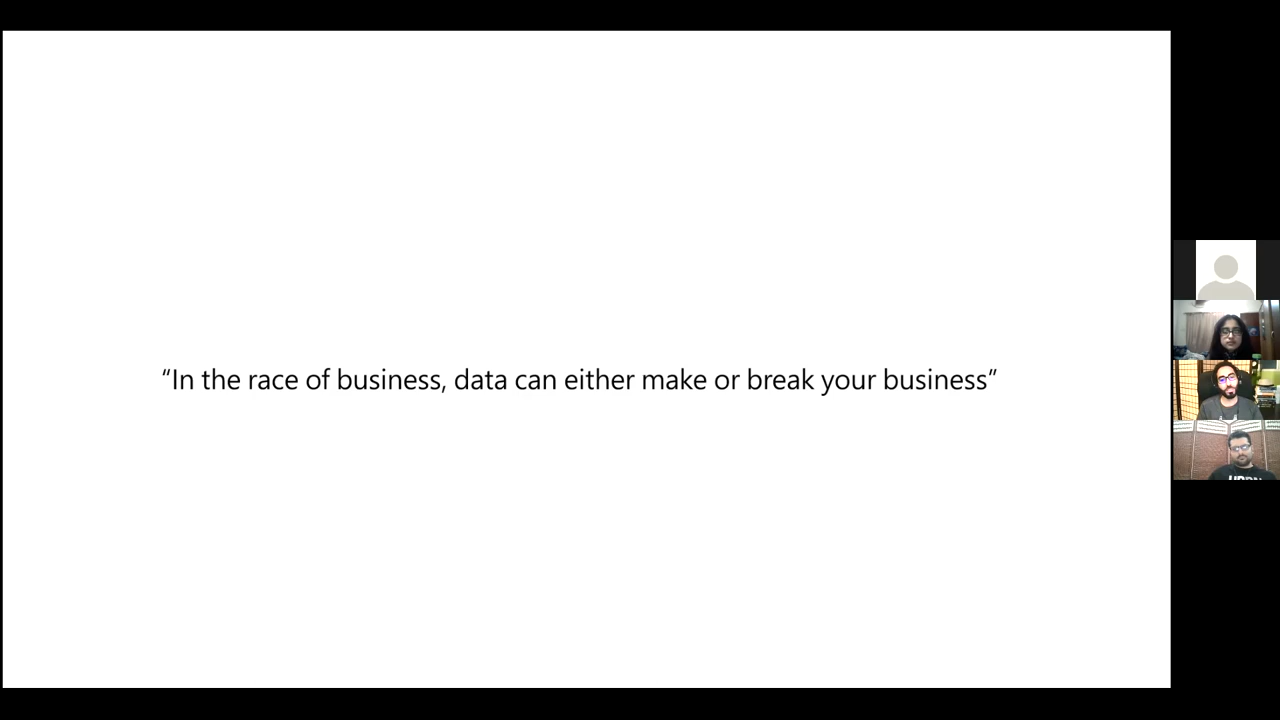 “In the race of business, data can either make or break your business”